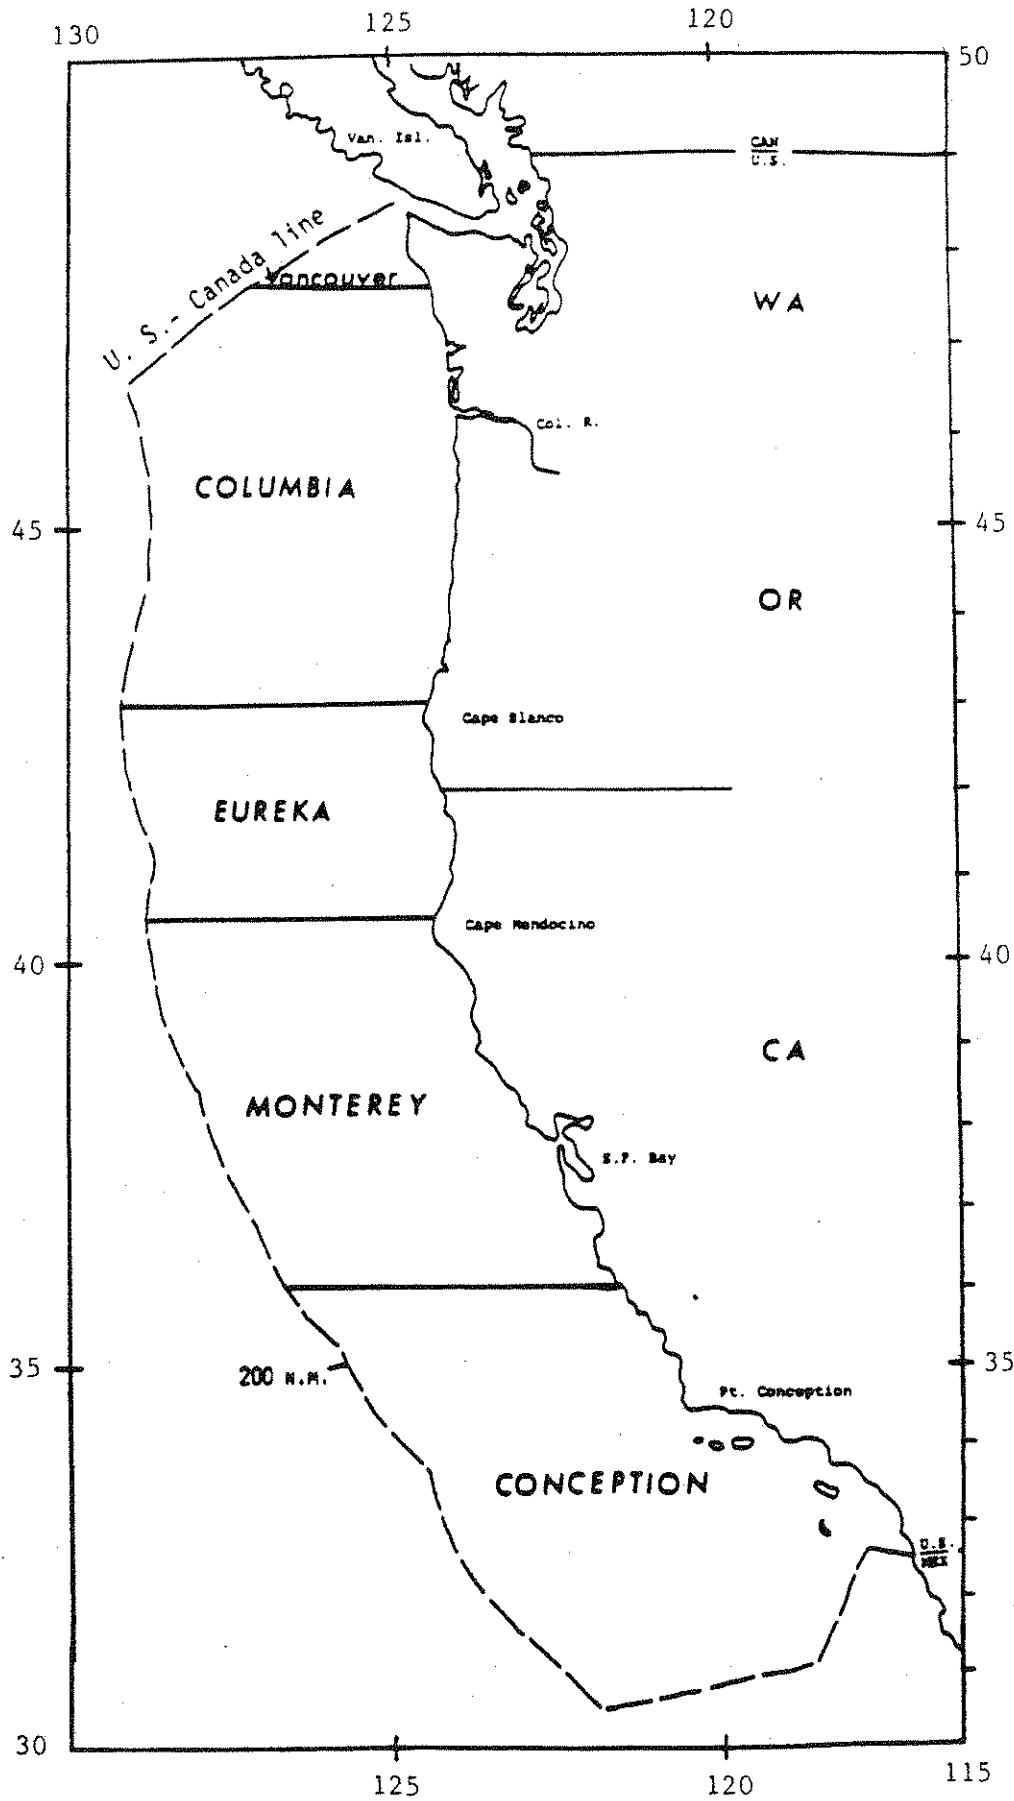 130
125
120
50
Van. Isl.
CAN
U.S.
U. S.- Canada line
Vancouver
WA
Col. R.
COLUMBIA
45
45
OR
Cape Blanco
EUREKA
Cape Mendocino
40
40
CA
MONTEREY
S.F. Bay
35
200 N.M.
35
Pt. Conception
CONCEPTION
U.S.
MEX
30
125
120
115